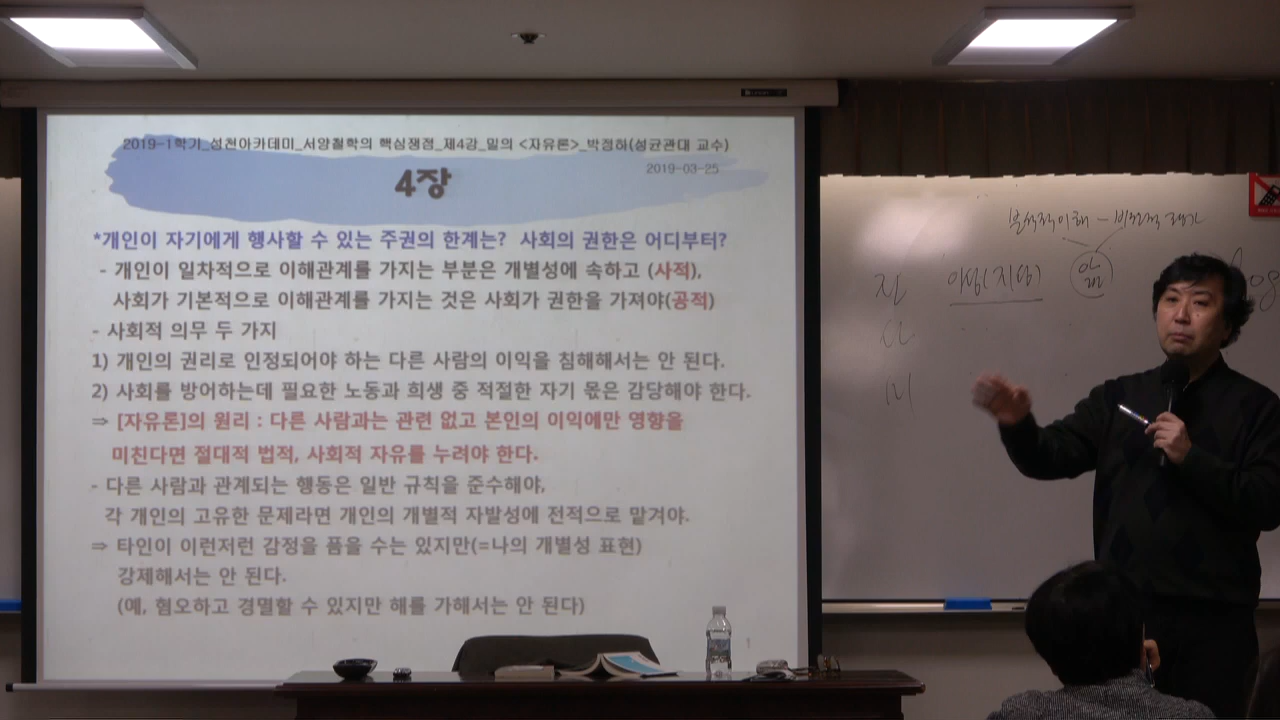 2019-1학기_성천아카데미_서양철학의 핵심쟁점_제4강_밀의 <자유론>_박정하(성균관대 교수)
2019-03-25
4장
*개인이 자기에게 행사할 수 있는 주권의 한계는? 사회의 권한은 어디부터?
- 개인이 일차적으로 이해관계를 가지는 부분은 개별성에 속하고 (사적),
사회가 기본적으로 이해관계를 가지는 것은 사회가 권한을 가져야(공적)
- 사회적 의무 두 가지
1) 개인의 권리로 인정되어야 하는 다른 사람의 이익을 침해해서는 안 된다.
2) 사회를 방어하는데 필요한 노동과 희생 중 적절한 자기 몫은 감당해야 한다.
⇒ [자유론]의 원리 : 다른 사람과는 관련 없고 본인의 이익에만 영향을
미친다면 절대적 법적, 사회적 자유를 누려야 한다.
- 다른 사람과 관계되는 행동은 일반 규칙을 준수해야,
각 개인의 고유한 문제라면 개인의 개별적 자발성에 전적으로 맡겨야.
⇒ 타인이 이런저런 감정을 품을 수는 있지만(=나의 개별성 표현)
강제해서는 안 된다.
(예, 혐오하고 경멸할 수 있지만 해를 가해서는 안 된다)
분석적 이해 - 비판적 평가
진 이성(지성) 앎 log
미